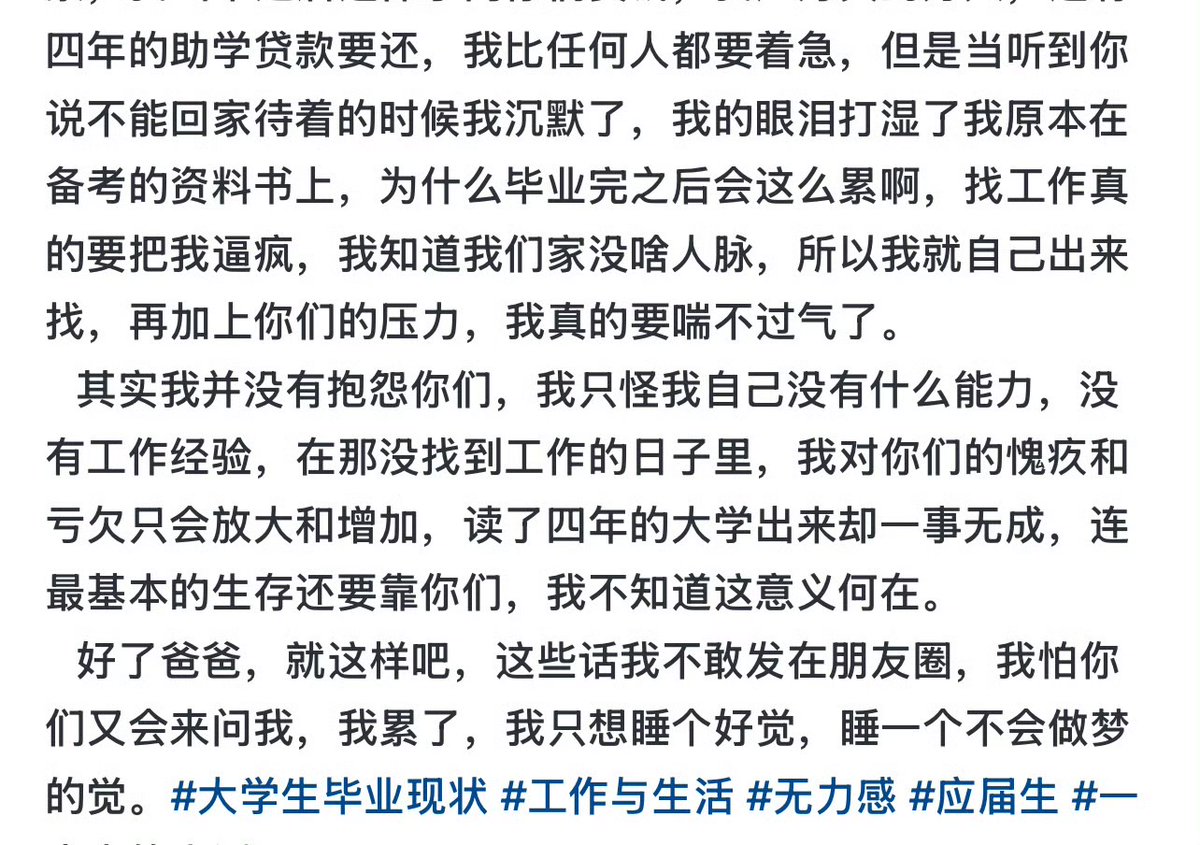 四年的助学贷款要还，我比任何人都要着急，但是当听到你
说不能回家待着的时候我沉默了，我的眼泪打湿了我原本在
备考的资料书上，为什么毕业完之后会这么累啊，找工作真
的要把我逼疯，我知道我们家没啥人脉，所以我就自己出来
找，再加上你们的压力，我真的要喘不过气了。
其实我并没有抱怨你们，我只怪我自己没有什么能力，没
有工作经验，在那没找到工作的日子里，我对你们的愧疚和
亏欠只会放大和增加，读了四年的大学出来却一事无成，连
最基本的生存还要靠你们，我不知道这意义何在。
好了爸爸，就这样吧，这些话我不敢发在朋友圈，我怕你
们又会来问我，我累了，我只想睡个好觉，睡一个不会做梦
的觉。#大学生毕业现状 #工作与生活 #无力感 #应届生 #一